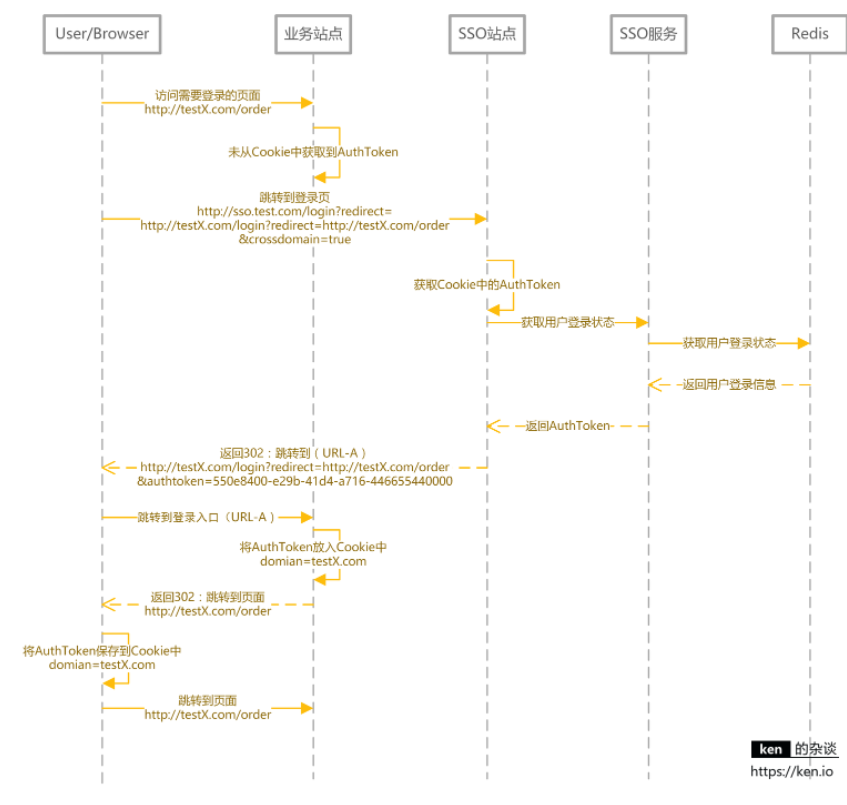 User/Browser
业务站点
SSO站点
SSO服务
Redis
访问需要登录的页面
http://testX.com/order
未从Cookie中获取到AuthToken
跳转到登录页
http://sso.test.com/login?redirect=
http://testX.com/login?redirect=http://testX.com/order
&crossdomain=true
获取Cookie中的AuthToken
获取用户登录状态
获取用户登录状态
返回用户登录信息
返回AuthToken
返回302：跳转到（URL-A）
http://testX.com/login?redirect=http://testX.com/order
&authtoken=550e8400-e29b-41d4-a716-446655440000
跳转到登录入口（URL-A）
将AuthToken放入Cookie中
domian=testX.com
返回302：跳转到页面
http://testX.com/order
将AuthToken保存到Cookie中
domian=testX.com
跳转到页面
http://testX.com/order
ken 的杂谈
https://ken.io